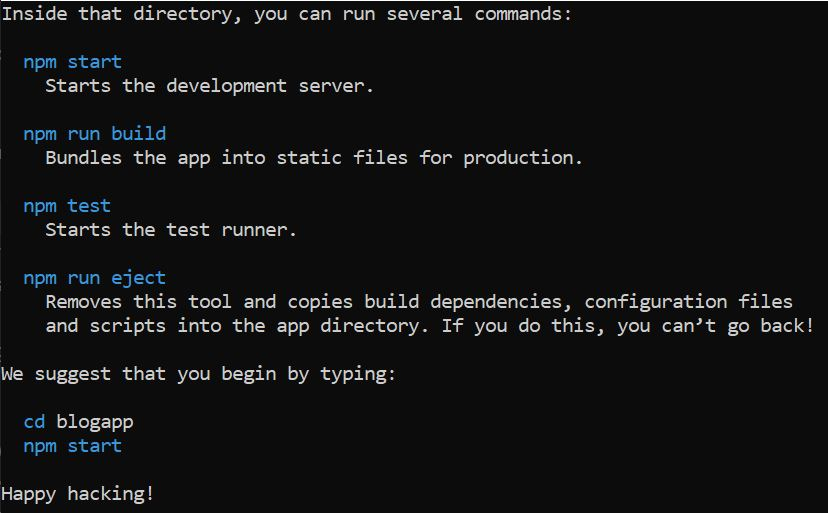 Inside that directory, you can run several commands:
npm start
Starts the development server.
npm run build
Bundles the app into static files for production.
npm test
Starts the test runner.
npm run eject
Removes this tool and copies build dependencies, configuration files
and scripts into the app directory. If you do this, you can’t go back!
We suggest that you begin by typing:
cd blogapp
npm start
Happy hacking!